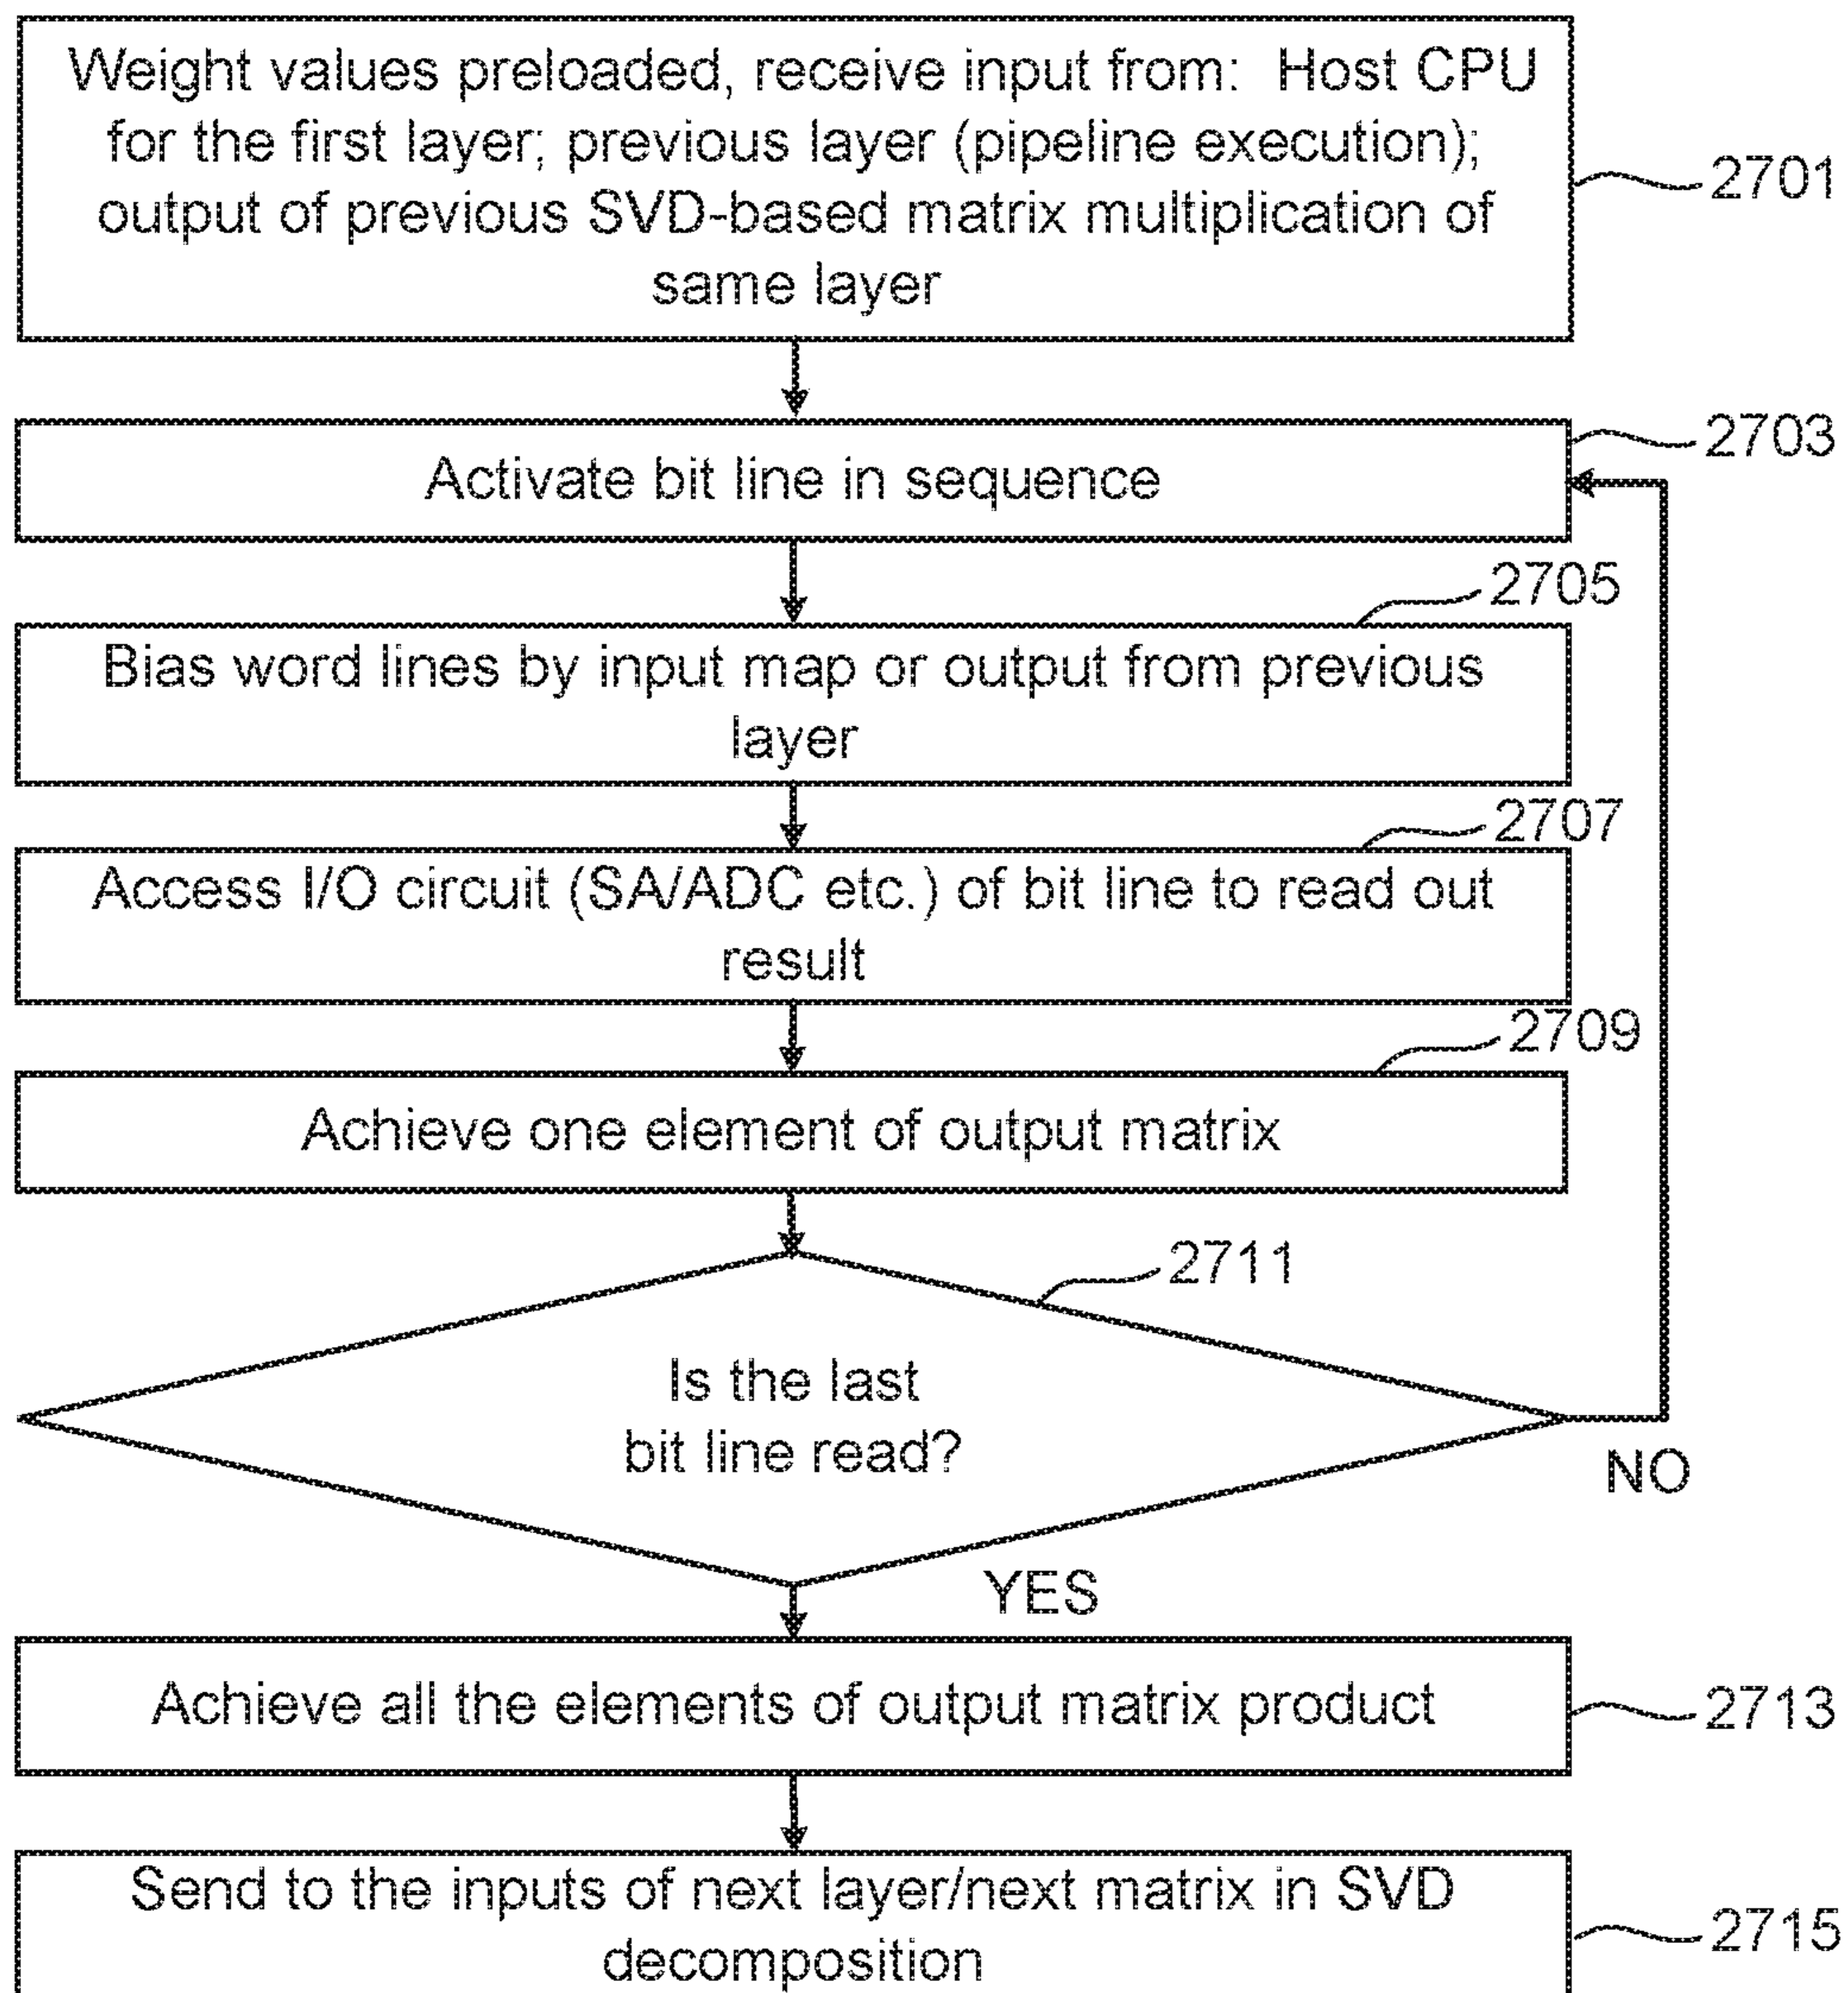 Weight values preloaded, receive input from: Host CPU
for the first layer; previous layer (pipeline execution);
output of previous SVD-based matrix multiplication of
same layer
2701
2703
Activate bit line in sequence
2705
Bias word lines by input map or output from previous
layer
2707
Access I/O circuit (SA/ADC etc.) of bit line to read out
result
2709
Achieve one element of output matrix
2711
Is the last
bit line read?
NO
YES
Achieve all the elements of output matrix product
2713
Send to the inputs of next layer/next matrix in SVD
decomposition
2715